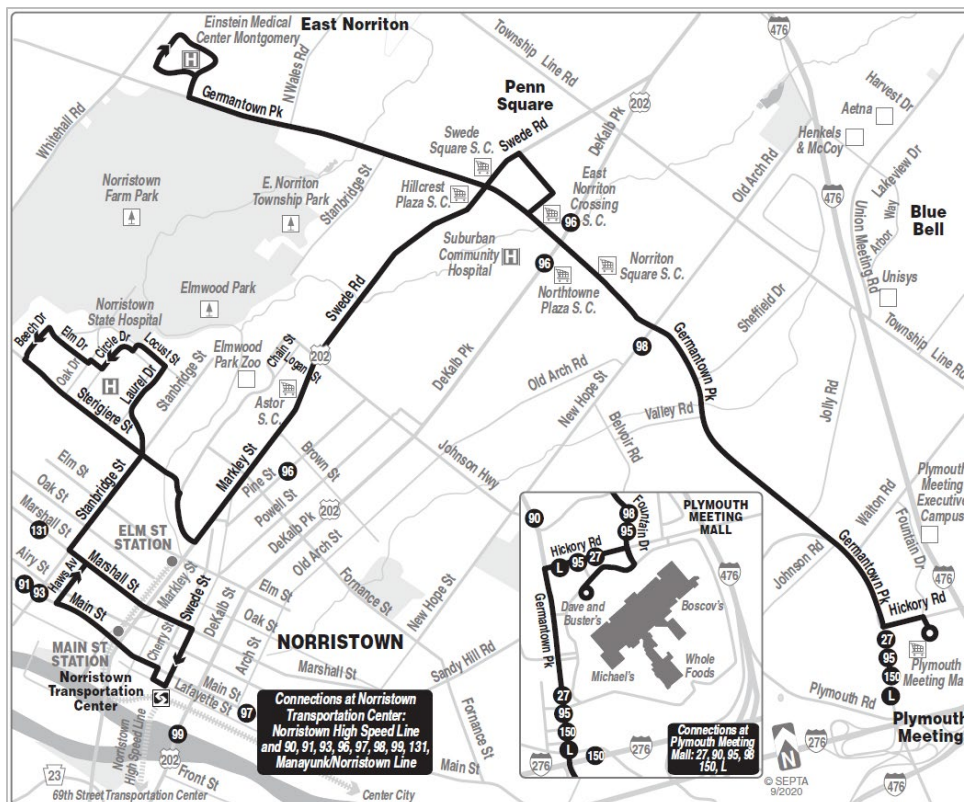 Einstein Medical
Center Montgomery
East Norriton
H
N Wales Rd
Germantown Pk
Whitehall Rd
Township Line Rd
476
Penn
Square
Swede Rd
202
DeKalb Pk
Harvest Dr
Aetna
Henkels
& McCoy
Lakeview Dr
Swede
Square S. C.
Hillcrest
Plaza S. C.
East
Norriton
Crossing
S. C.
96
Old Arch Rd
476
Union Meeting Rd
Arbor Way
Blue
Bell
Unisys
Norristown
Farm Park
E. Norriton
Township Park
Stanbridge St
Suburban
Community
Hospital
H
96
Northtowne
Plaza S. C.
Norriton
Square S. C.
Sheffield Dr
Township Line Rd
Elmwood Park
Swede Rd
Norristown
State Hospital
Beech Dr
Elm Dr
Circle Dr
Locust St
Oak Dr
H
Laurel Dr
Sterigiere St
Stanbridge St
Elmwood
Park Zoo
Chain St
Logan St
202
Astor
S. C.
DeKalb Pk
98
Old Arch Rd
New Hope St
Germantown Pk
Valley Rd
Belvoir Rd
Jolly Rd
Markley St
Johnson Hwy
Elm St
Oak St
Marshall St
131
Stanbridge St
Pine St
96
Brown St
Powell St
202
DeKalb Pk
Old Arch St
Airy St
91
93
Haws Av
ELM ST
STATION
Markley St
Marshall St
Main St
Swede St
Cherry St
DeKalb St
Elm St
Oak St
Arch St
Fornance St
New Hope St
NORRISTOWN
Marshall St
Sandy Hill Rd
MAIN ST
STATION
Norristown
Transportation
Center
S
Main St
Lafayette St
97
99
202
Front St
Norristown
High Speed Line
23
69th Street Transportation Center
Center City
Main St
Fornance St
Connections at Norristown
Transportation Center:
Norristown High Speed Line
and 90, 91, 93, 96, 97, 98, 99, 131,
Manayunk/Norristown Line
PLYMOUTH
MEETING
MALL
90
98
95
Fountain Dr
Hickory Rd
L
95
27
476
Dave and
Buster's
Boscov's
Germantown Pk
Michael's
Whole
Foods
27
95
150
L
150
276
276
Connections at
Plymouth Meeting
Mall: 27, 90, 95, 98
150, L
Plymouth
Meeting
Executive
Campus
Walton Rd
Fountain Dr
Johnson Rd
Germantown Pk
Hickory Rd
27
95
150
L
Plymouth
Meeting Ma
Plymouth Rd
Plymouth
Meeting
N
276
476
© SEPTA
9/2020